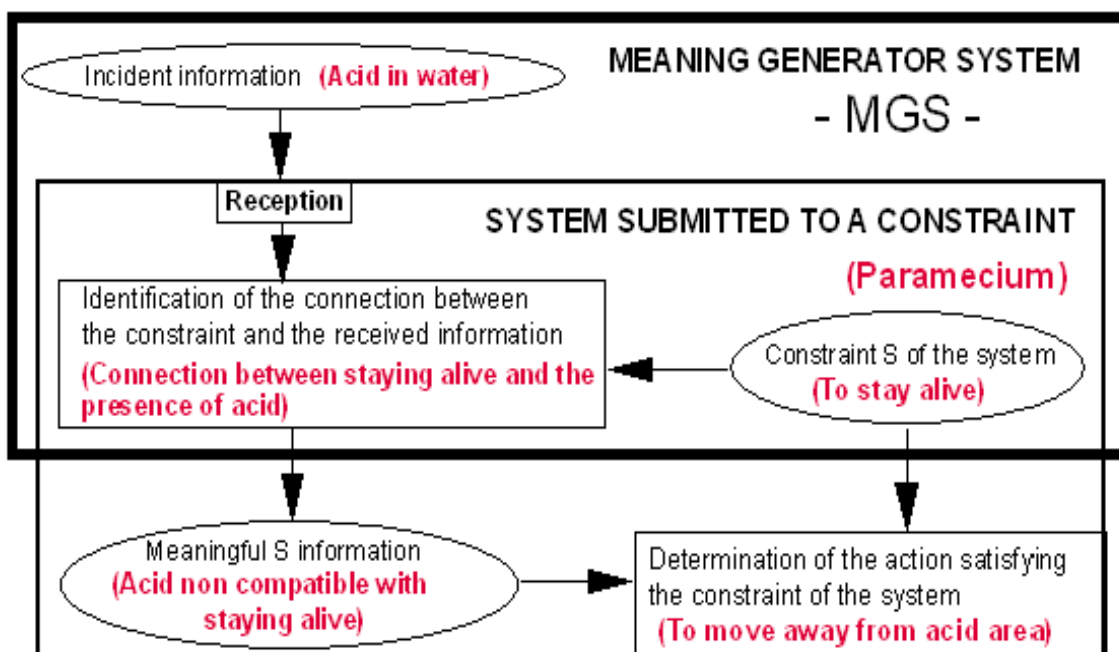 Incident information (Acid in water)
MEANING GENERATOR SYSTEM
- MGS -
Reception
SYSTEM SUBMITTED TO A CONSTRAINT
(Paramecium)
Identification of the connection between
the constraint and the received information
(Connection between staying alive and the
presence of acid)
Constraint S of the system
(To stay alive)
Meaningful S information
(Acid non compatible with
staying alive)
Determination of the action satisfying
the constraint of the system
(To move away from acid area)